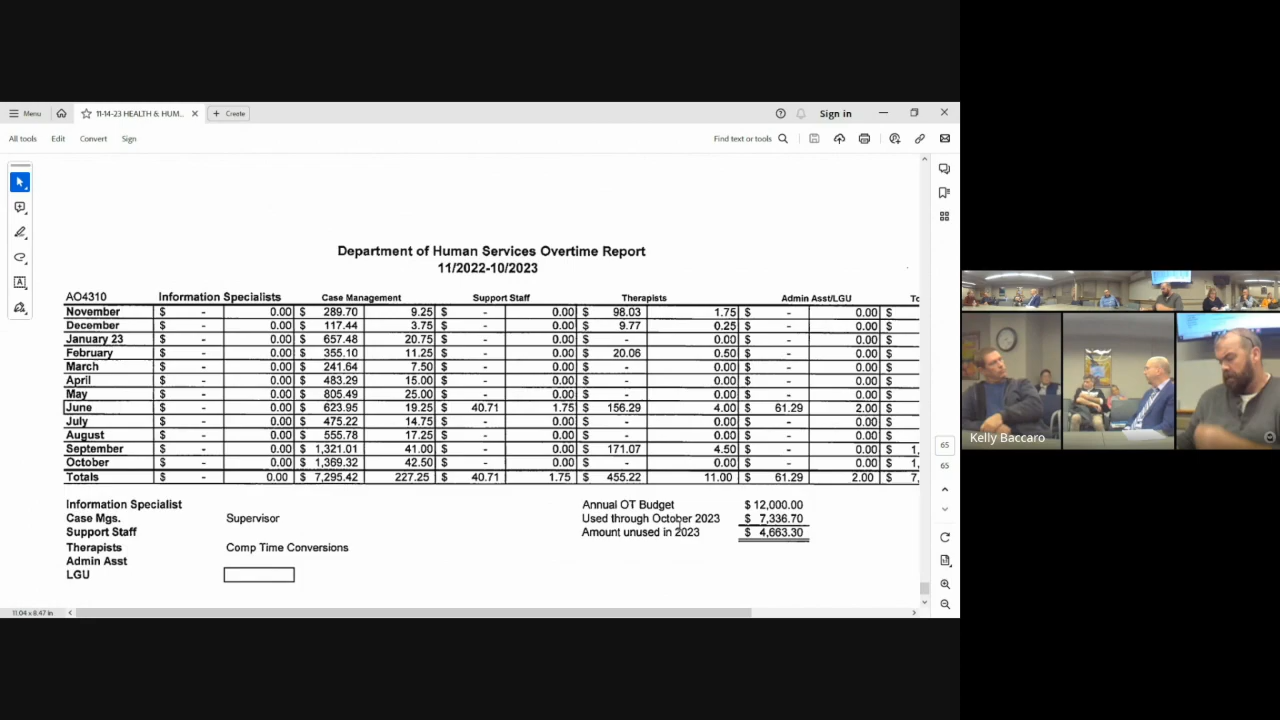 Menu
11-14-23 HEALTH & HUM...
Create
Sign in
All tools Edit Convert Sign
Find text or tools
Department of Human Services Overtime Report
11/2022-10/2023
AO4310 Information Specialists Case Management Support Staff Therapists Admin Asst/LGU To
November $ - 0.00 $ 289.70 9.25 $ - 0.00 $ 98.03 1.75 $ - 0.00 $
December $ - 0.00 $ 117.44 3.75 $ - 0.00 $ 9.77 0.25 $ - 0.00 $
January 23 $ - 0.00 $ 657.48 20.75 $ - 0.00 $ - 0.00 $ - 0.00 $
February $ - 0.00 $ 355.10 11.25 $ - 0.00 $ 20.06 0.50 $ - 0.00 $
March $ - 0.00 $ 241.64 7.50 $ - 0.00 $ - 0.00 $ - 0.00 $
April $ - 0.00 $ 483.29 15.00 $ - 0.00 $ - 0.00 $ - 0.00 $
May $ - 0.00 $ 805.49 25.00 $ - 0.00 $ - 0.00 $ - 0.00 $
June $ - 0.00 $ 623.95 19.25 $ 40.71 1.75 $ 156.29 4.00 $ 61.29 2.00 $
July $ - 0.00 $ 475.22 14.75 $ - 0.00 $ - 0.00 $ - 0.00 $
August $ - 0.00 $ 555.78 17.25 $ - 0.00 $ - 0.00 $ - 0.00 $
September $ - 0.00 $ 1,321.01 41.00 $ - 0.00 $ 171.07 4.50 $ - 0.00 $ 1,
October $ - 0.00 $ 1,369.32 42.50 $ - 0.00 $ - 0.00 $ - 0.00 $ 1,
Totals $ - 0.00 $ 7,295.42 227.25 $ 40.71 1.75 $ 455.22 11.00 $ 61.29 2.00 $ 7,
Information Specialist Annual OT Budget $ 12,000.00
Case Mgs. Supervisor Used through October 2023 $ 7,336.70
Support Staff Amount unused in 2023 $ 4,663.30
Therapists Comp Time Conversions
Admin Asst
LGU
65
65
11.04 x 8.47 in
Kelly Baccaro